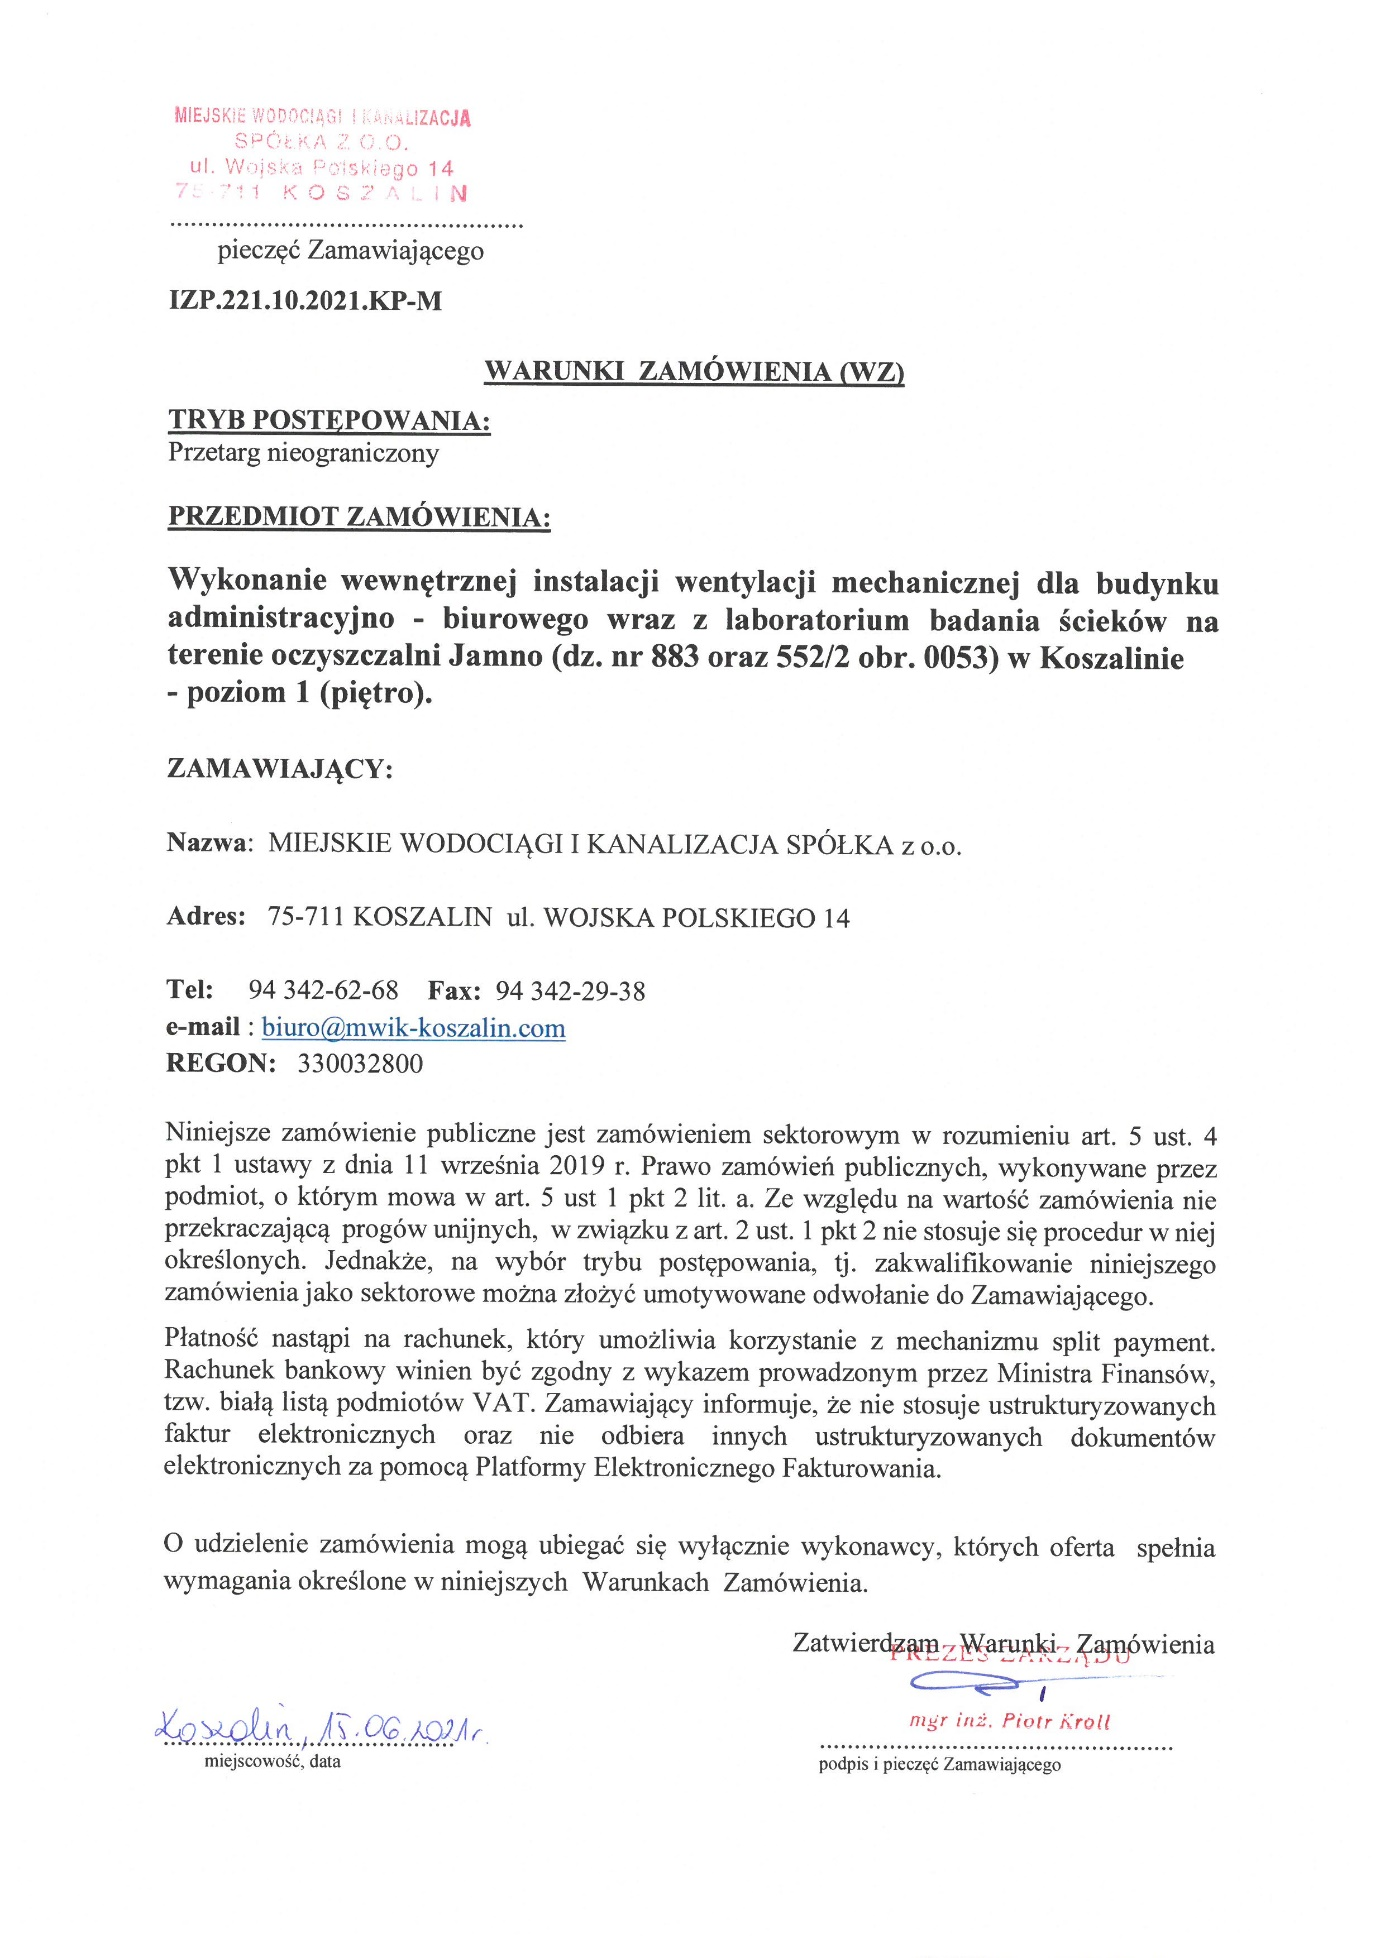 MIEJSKIE WODOCIĄGI I KANALIZACJA
SPÓŁKA Z O.O.
ul. Wojska Polskiego 14
75-711 KOSZALIN
pieczęć Zamawiającego
IZP.221.10.2021.KP-M
WARUNKI ZAMÓWIENIA (WZ)
TRYB POSTĘPOWANIA:
Przetarg nieograniczony
PRZEDMIOT ZAMÓWIENIA:
Wykonanie wewnętrznej instalacji wentylacji mechanicznej dla budynku
administracyjno - biurowego wraz z laboratorium badania ścieków na
terenie oczyszczalni Jamno (dz. nr 883 oraz 552/2 obr. 0053) w Koszalinie
- poziom 1 (piętro).
ZAMAWIAJĄCY:
Nazwa: MIEJSKIE WODOCIĄGI I KANALIZACJA SPÓŁKA z o.o.
Adres: 75-711 KOSZALIN ul. WOJSKA POLSKIEGO 14
Tel: 94 342-62-68 Fax: 94 342-29-38
e-mail : biuro@mwik-koszalin.com
REGON: 330032800
Niniejsze zamówienie publiczne jest zamówieniem sektorowym w rozumieniu art. 5 ust. 4
pkt 1 ustawy z dnia 11 września 2019 r. Prawo zamówień publicznych, wykonywane przez
podmiot, o którym mowa w art. 5 ust 1 pkt 2 lit. a. Ze względu na wartość zamówienia nie
przekraczającą progów unijnych, w związku z art. 2 ust. 1 pkt 2 nie stosuje się procedur w niej
określonych. Jednakże, na wybór trybu postępowania, tj. zakwalifikowanie niniejszego
zamówienia jako sektorowe można złożyć umotywowane odwołanie do Zamawiającego.
Płatność nastąpi na rachunek, który umożliwia korzystanie z mechanizmu split payment.
Rachunek bankowy winien być zgodny z wykazem prowadzonym przez Ministra Finansów,
tzw. białą listą podmiotów VAT. Zamawiający informuje, że nie stosuje ustrukturyzowanych
faktur elektronicznych oraz nie odbiera innych ustrukturyzowanych dokumentów
elektronicznych za pomocą Platformy Elektronicznego Fakturowania.
O udzielenie zamówienia mogą ubiegać się wyłącznie wykonawcy, których oferta spełnia
wymagania określone w niniejszych Warunkach Zamówienia.
Zatwierdzam Warunki Zamówienia
PREZES ZARZĄDU
mgr inż. Piotr Kroll
Koszalin, 15.06.2021r.
miejscowość, data
podpis i pieczęć Zamawiającego